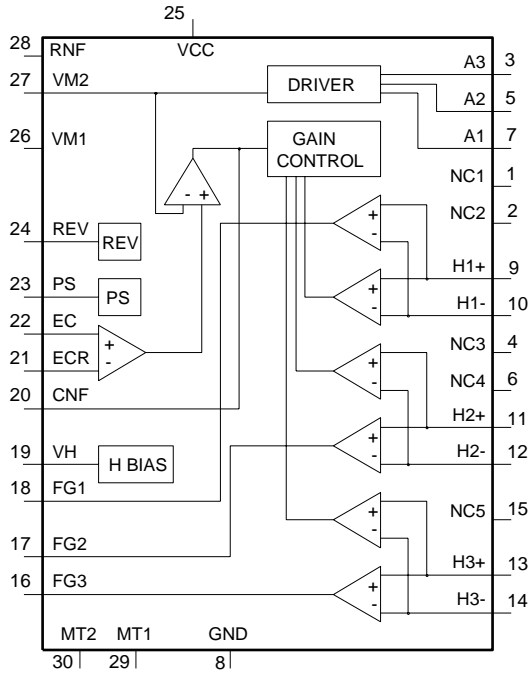 25
28 RNF VCC
27 VM2 DRIVER A3 3
A2 5
26 VM1 GAIN CONTROL A1 7
NC1 1
- +
NC2 2
24 REV REV
+
-
H1+ 9
23 PS PS
+
-
H1- 10
22 EC
+
-
21 ECR
NC3 4
+
-
NC4 6
20 CNF
H2+ 11
+
-
19 VH H BIAS H2- 12
18 FG1
NC5 15
+
-
17 FG2
H3+ 13
16 FG3
+
-
H3- 14
MT2 MT1 GND
30 29 8